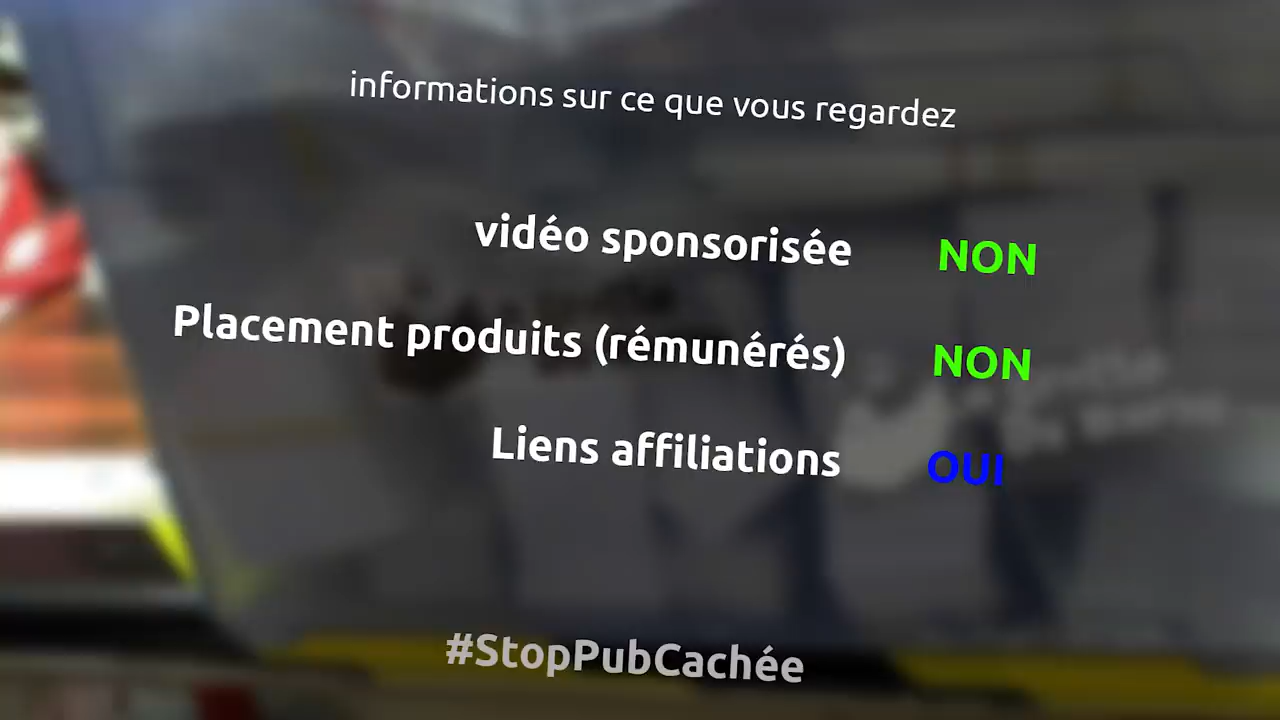 informations sur ce que vous regardez
vidéo sponsorisée NON
Placement produits (rémunérés) NON
Liens affiliations OUI
#StopPubCachée